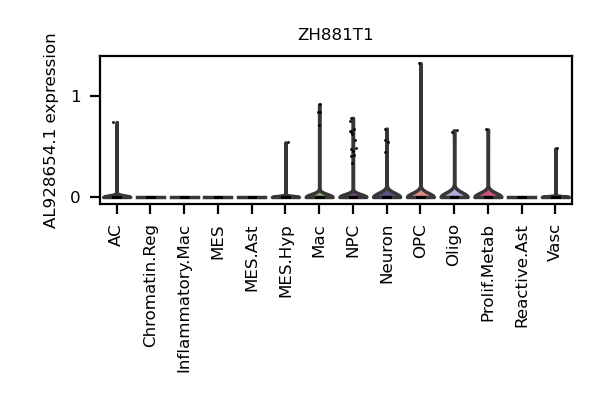 ZH881T1
AL928654.1 expression
1
0
AC
Chromatin.Reg
Inflammatory.Mac
MES
MES.Ast
MES.Hyp
Mac
NPC
Neuron
OPC
Oligo
Prolif.Metab
Reactive.Ast
Vasc